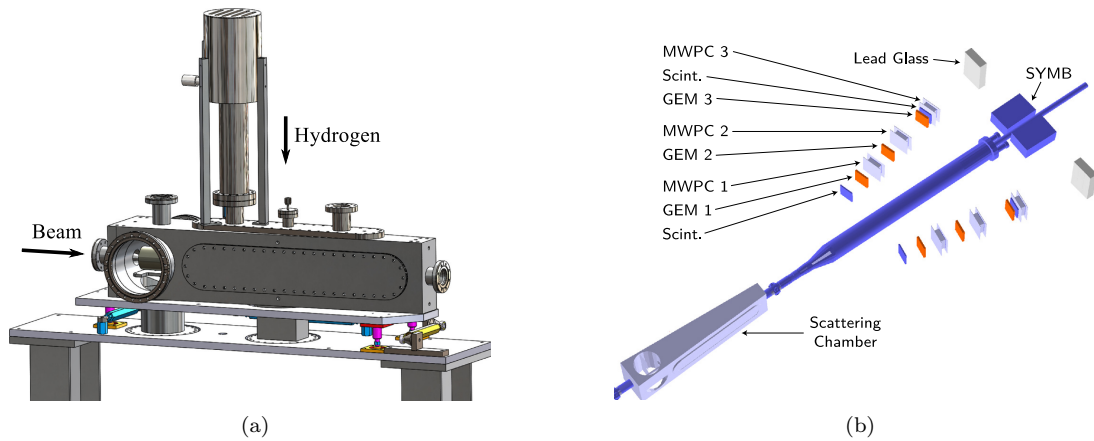 Hydrogen
Beam
(a)
MWPC 3
Scint.
GEM 3
MWPC 2
GEM 2
MWPC 1
GEM 1
Scint.
Lead Glass
SYMB
Scattering
Chamber
(b)